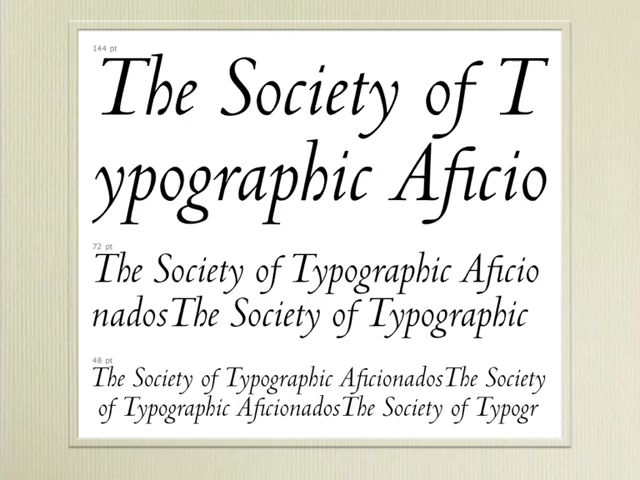 144 pt
The Society of T
ypographic Aficio
72 pt
The Society of Typographic Aficio
nadosThe Society of Typographic
48 pt
The Society of Typographic AficionadosThe Society
of Typographic AficionadosThe Society of Typogr